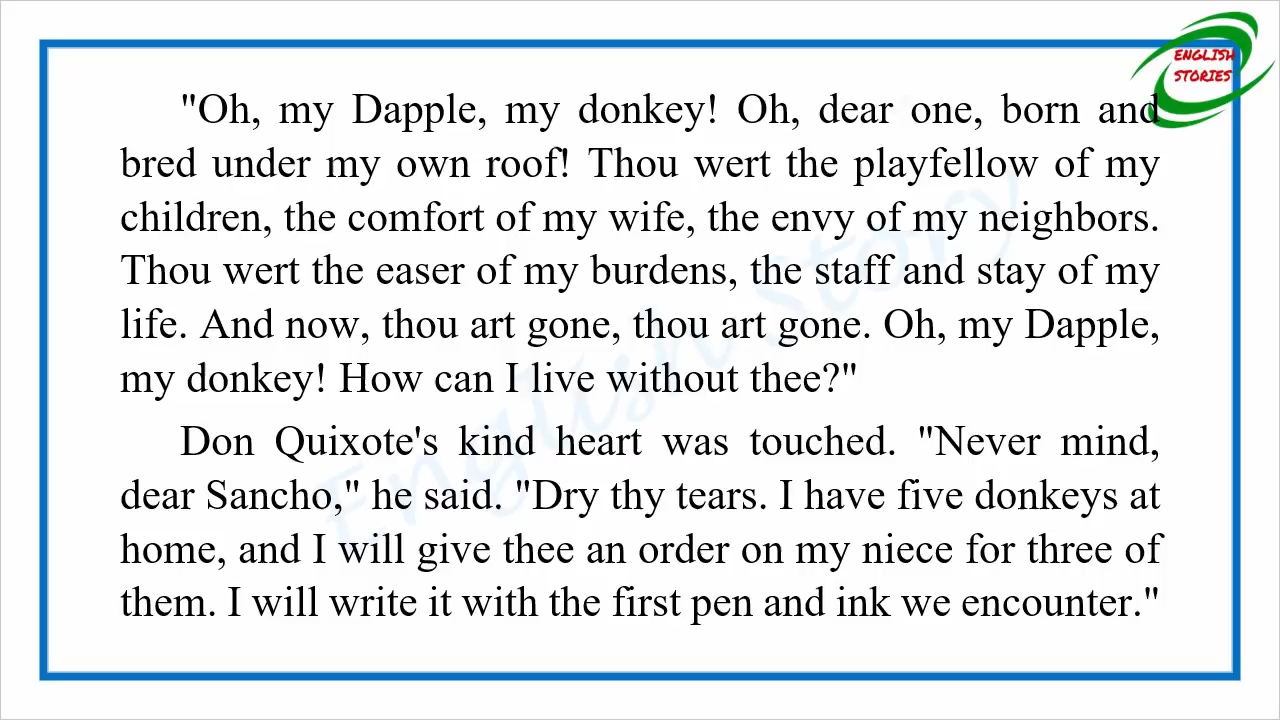 ENGLISH
STORIES
"Oh, my Dapple, my donkey! Oh, dear one, born and
bred under my own roof! Thou wert the playfellow of my
children, the comfort of my wife, the envy of my neighbors.
Thou wert the easer of my burdens, the staff and stay of my
life. And now, thou art gone, thou art gone. Oh, my Dapple,
my donkey! How can I live without thee?"
Don Quixote's kind heart was touched. "Never mind,
dear Sancho," he said. "Dry thy tears. I have five donkeys at
home, and I will give thee an order on my niece for three of
them. I will write it with the first pen and ink we encounter."
English Story